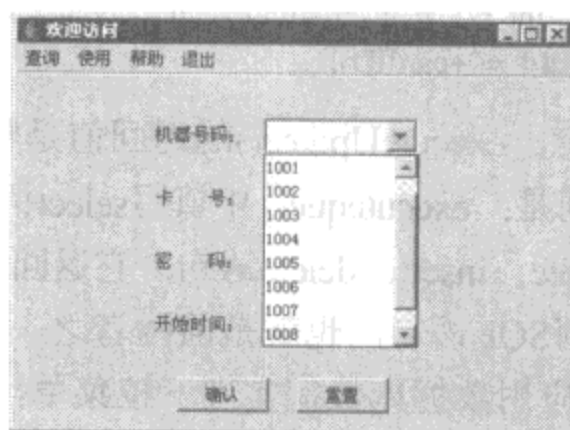 欢迎访问
查询 使用 帮助 退出
机器号码：
1001
1002
卡 号：
1003
1004
密 码：
1005
1006
1007
开始时间：
1008
确认 重置